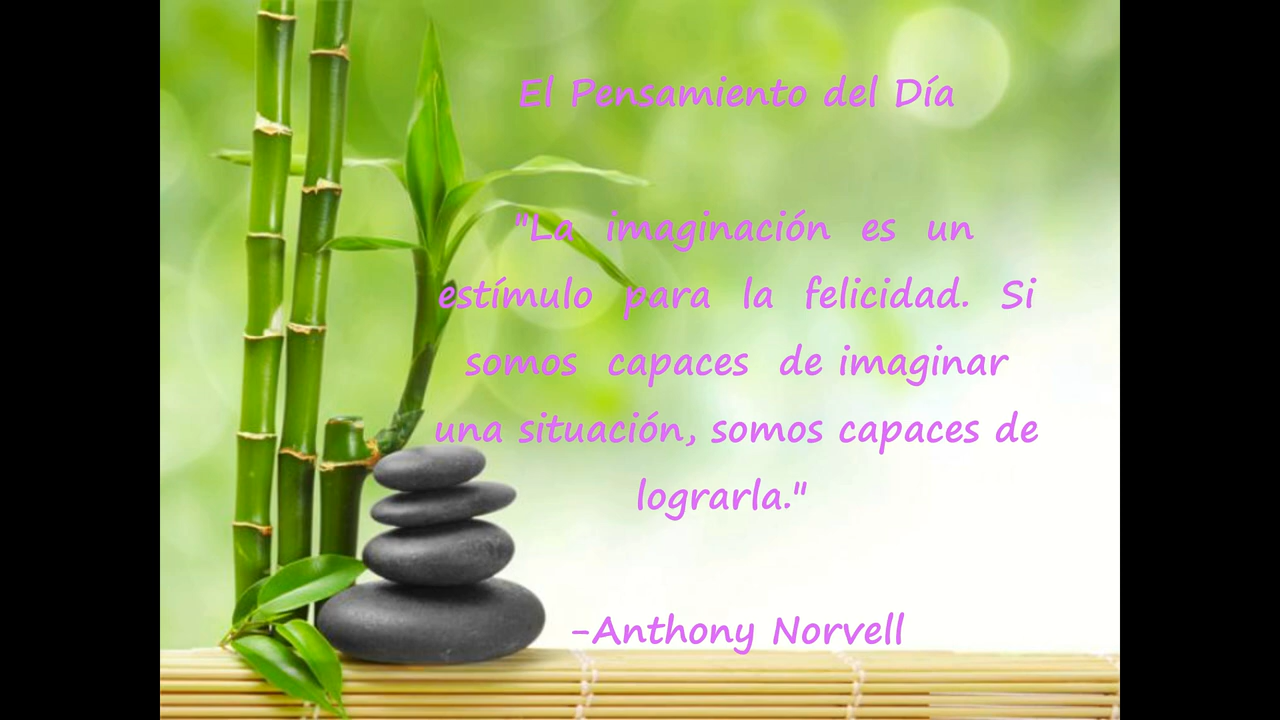 El Pensamiento del Día
"La imaginación es un
estímulo para la felicidad. Si
somos capaces de imaginar
una situación, somos capaces de
lograrla."
-Anthony Norvell